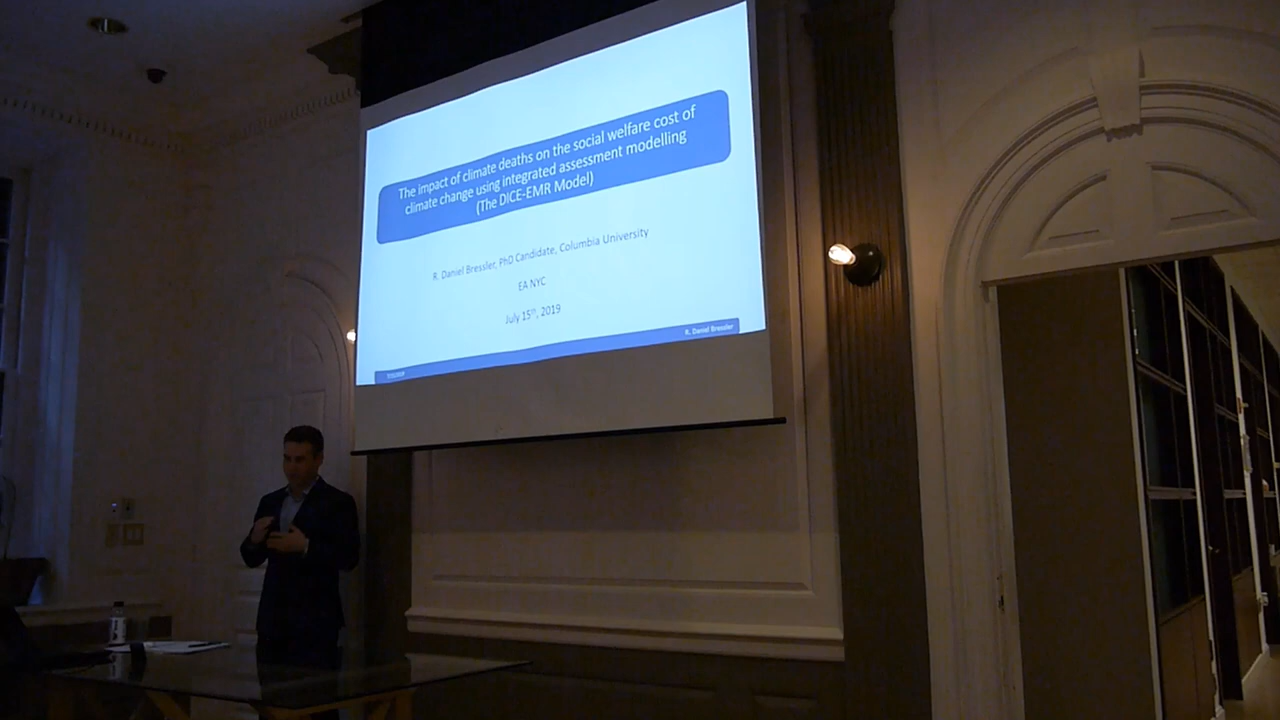 The impact of climate deaths on the social welfare cost of
climate change using integrated assessment modelling
(The DICE-EMR Model)
R. Daniel Bressler, PhD Candidate, Columbia University
EA NYC
July 15th, 2019
R. Daniel Bressler